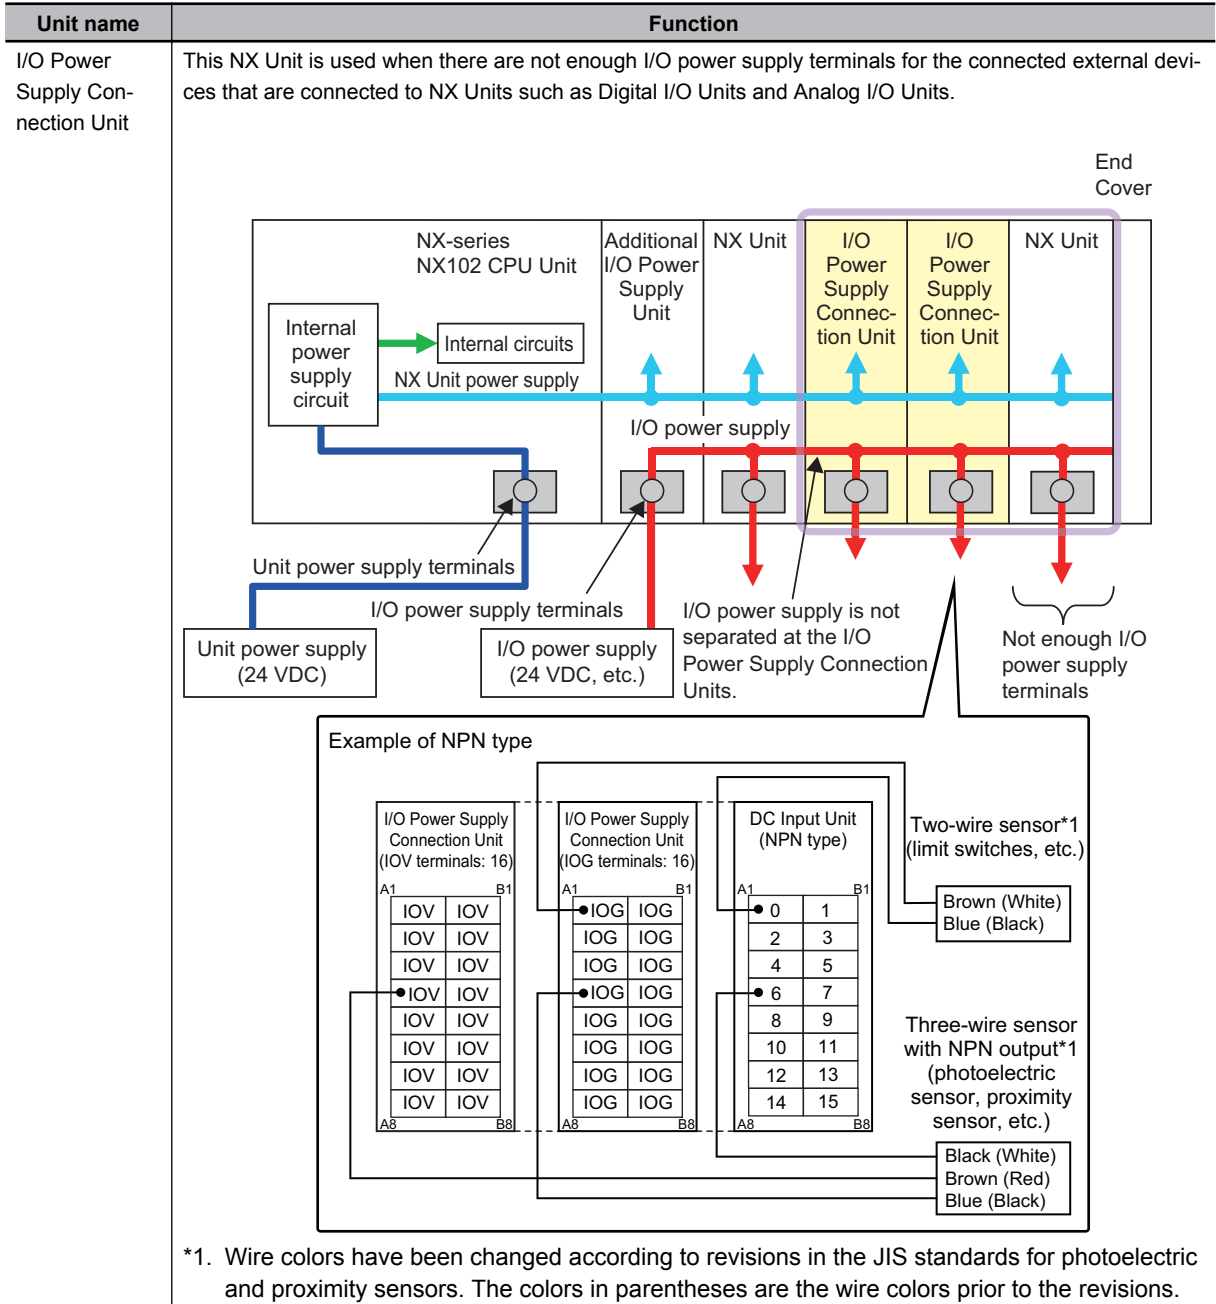 Unit name
Function
I/O Power
Supply Con-
nection Unit
This NX Unit is used when there are not enough I/O power supply terminals for the connected external devi-
ces that are connected to NX Units such as Digital I/O Units and Analog I/O Units.
End
Cover
NX-series
NX102 CPU Unit
Additional
I/O Power
Supply
Unit
NX Unit
I/O
Power
Supply
Connec-
tion Unit
I/O
Power
Supply
Connec-
tion Unit
NX Unit
Internal
power
supply
circuit
Internal circuits
NX Unit power supply
I/O power supply
Unit power supply terminals
I/O power supply terminals
Unit power supply
(24 VDC)
I/O power supply
(24 VDC, etc.)
I/O power supply is not
separated at the I/O
Power Supply Connection
Units.
Not enough I/O
power supply
terminals
Example of NPN type
I/O Power Supply
Connection Unit
(IOV terminals: 16)
A1 B1
IOV IOV
IOV IOV
IOV IOV
IOV IOV
IOV IOV
IOV IOV
IOV IOV
IOV IOV
A8 B8
I/O Power Supply
Connection Unit
(IOG terminals: 16)
A1 B1
IOG IOG
IOG IOG
IOG IOG
IOG IOG
IOG IOG
IOG IOG
IOG IOG
IOG IOG
A8 B8
DC Input Unit
(NPN type)
A1 B1
0 1
2 3
4 5
6 7
8 9
10 11
12 13
14 15
A8 B8
Two-wire sensor*1
(limit switches, etc.)
Brown (White)
Blue (Black)
Three-wire sensor
with NPN output*1
(photoelectric
sensor, proximity
sensor, etc.)
Black (White)
Brown (Red)
Blue (Black)
*1. Wire colors have been changed according to revisions in the JIS standards for photoelectric
and proximity sensors. The colors in parentheses are the wire colors prior to the revisions.